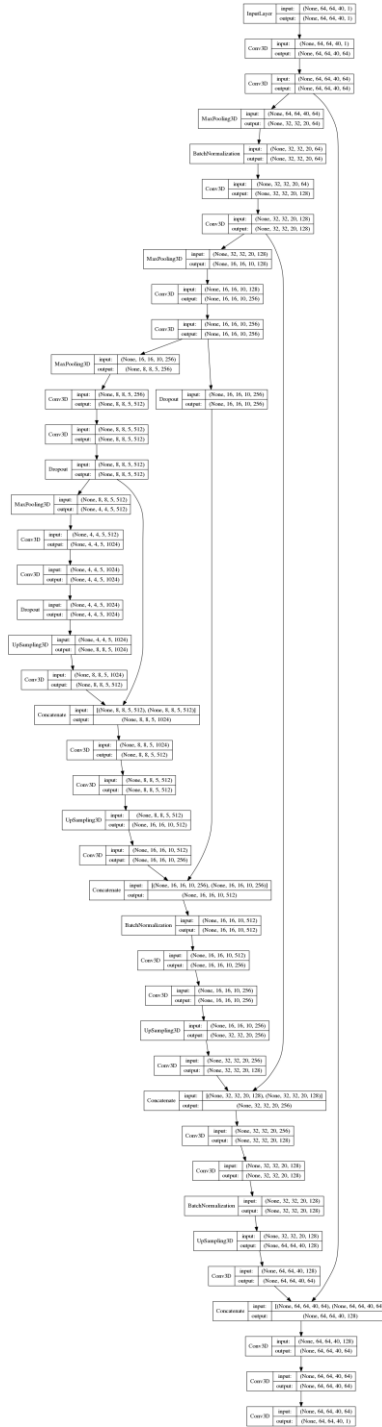 InputLayer input: (None, 64, 64, 40, 1)
output: (None, 64, 64, 40, 1)
Conv3D input: (None, 64, 64, 40, 1)
output: (None, 64, 64, 40, 64)
Conv3D input: (None, 64, 64, 40, 64)
output: (None, 64, 64, 40, 64)
MaxPooling3D input: (None, 64, 64, 40, 64)
output: (None, 32, 32, 20, 64)
BatchNormalization input: (None, 32, 32, 20, 64)
output: (None, 32, 32, 20, 64)
Conv3D input: (None, 32, 32, 20, 64)
output: (None, 32, 32, 20, 128)
Conv3D input: (None, 32, 32, 20, 128)
output: (None, 32, 32, 20, 128)
MaxPooling3D input: (None, 32, 32, 20, 128)
output: (None, 16, 16, 10, 128)
Conv3D input: (None, 16, 16, 10, 128)
output: (None, 16, 16, 10, 256)
Conv3D input: (None, 16, 16, 10, 256)
output: (None, 16, 16, 10, 256)
MaxPooling3D input: (None, 16, 16, 10, 256)
output: (None, 8, 8, 5, 256)
Conv3D input: (None, 8, 8, 5, 256)
output: (None, 8, 8, 5, 512)
Dropout input: (None, 16, 16, 10, 256)
output: (None, 16, 16, 10, 256)
Conv3D input: (None, 8, 8, 5, 512)
output: (None, 8, 8, 5, 512)
Dropout input: (None, 8, 8, 5, 512)
output: (None, 8, 8, 5, 512)
MaxPooling3D input: (None, 8, 8, 5, 512)
output: (None, 4, 4, 5, 512)
Conv3D input: (None, 4, 4, 5, 512)
output: (None, 4, 4, 5, 1024)
Conv3D input: (None, 4, 4, 5, 1024)
output: (None, 4, 4, 5, 1024)
Dropout input: (None, 4, 4, 5, 1024)
output: (None, 4, 4, 5, 1024)
UpSampling3D input: (None, 4, 4, 5, 1024)
output: (None, 8, 8, 5, 1024)
Conv3D input: (None, 8, 8, 5, 1024)
output: (None, 8, 8, 5, 512)
Concatenate input: [(None, 8, 8, 5, 512), (None, 8, 8, 5, 512)]
output: (None, 8, 8, 5, 1024)
Conv3D input: (None, 8, 8, 5, 1024)
output: (None, 8, 8, 5, 512)
Conv3D input: (None, 8, 8, 5, 512)
output: (None, 8, 8, 5, 512)
UpSampling3D input: (None, 8, 8, 5, 512)
output: (None, 16, 16, 10, 512)
Conv3D input: (None, 16, 16, 10, 512)
output: (None, 16, 16, 10, 256)
Concatenate input: [(None, 16, 16, 10, 256), (None, 16, 16, 10, 256)]
output: (None, 16, 16, 10, 512)
BatchNormalization input: (None, 16, 16, 10, 512)
output: (None, 16, 16, 10, 512)
Conv3D input: (None, 16, 16, 10, 512)
output: (None, 16, 16, 10, 256)
Conv3D input: (None, 16, 16, 10, 256)
output: (None, 16, 16, 10, 256)
UpSampling3D input: (None, 16, 16, 10, 256)
output: (None, 32, 32, 20, 256)
Conv3D input: (None, 32, 32, 20, 256)
output: (None, 32, 32, 20, 128)
Concatenate input: [(None, 32, 32, 20, 128), (None, 32, 32, 20, 128)]
output: (None, 32, 32, 20, 256)
Conv3D input: (None, 32, 32, 20, 256)
output: (None, 32, 32, 20, 128)
Conv3D input: (None, 32, 32, 20, 128)
output: (None, 32, 32, 20, 128)
BatchNormalization input: (None, 32, 32, 20, 128)
output: (None, 32, 32, 20, 128)
UpSampling3D input: (None, 32, 32, 20, 128)
output: (None, 64, 64, 40, 128)
Conv3D input: (None, 64, 64, 40, 128)
output: (None, 64, 64, 40, 64)
Concatenate input: [(None, 64, 64, 40, 64), (None, 64, 64, 40, 64
output: (None, 64, 64, 40, 128)
Conv3D input: (None, 64, 64, 40, 128)
output: (None, 64, 64, 40, 64)
Conv3D input: (None, 64, 64, 40, 64)
output: (None, 64, 64, 40, 64)
Conv3D input: (None, 64, 64, 40, 64)
output: (None, 64, 64, 40, 1)